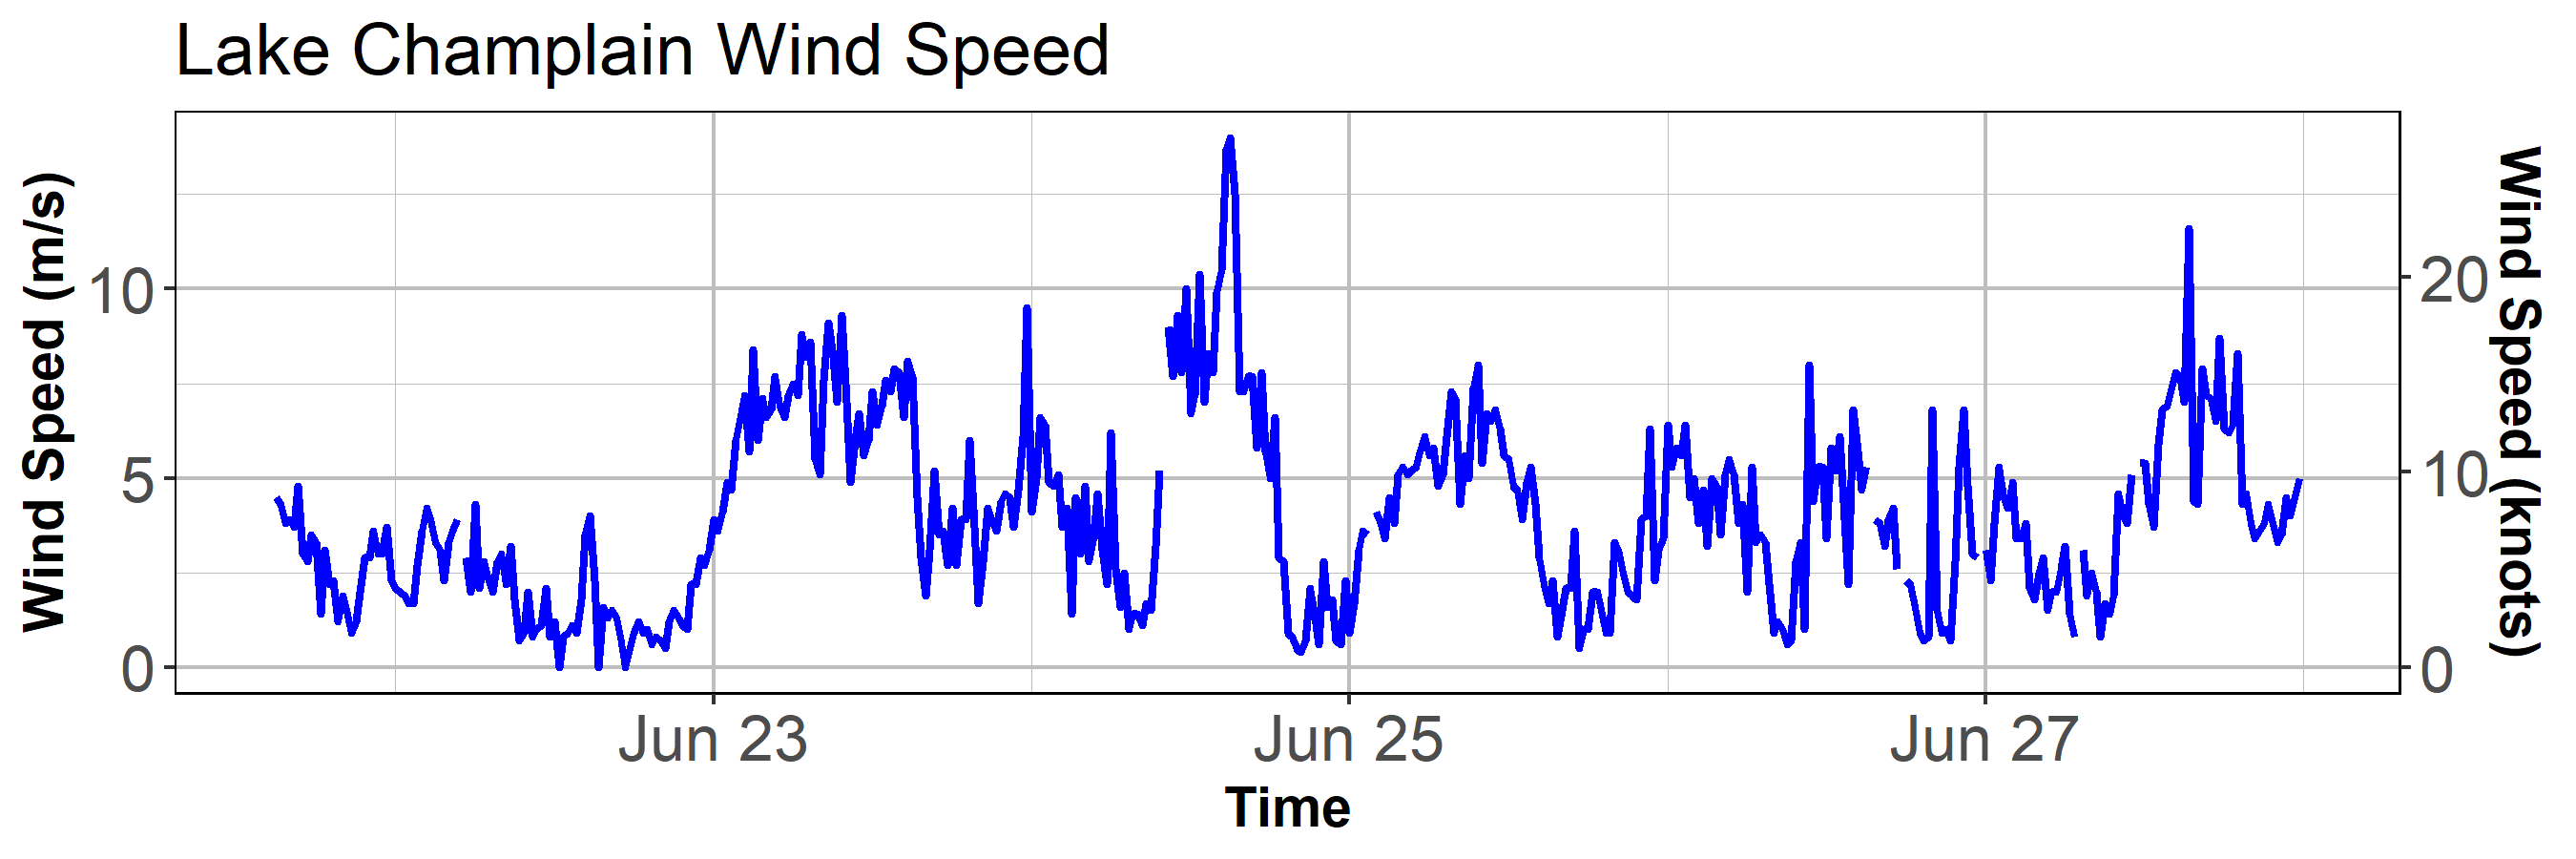 Lake Champlain Wind Speed
Wind Speed (m/s)
10
5
0
20
10
0
Wind Speed (knots)
Jun 23
Jun 25
Jun 27
Time